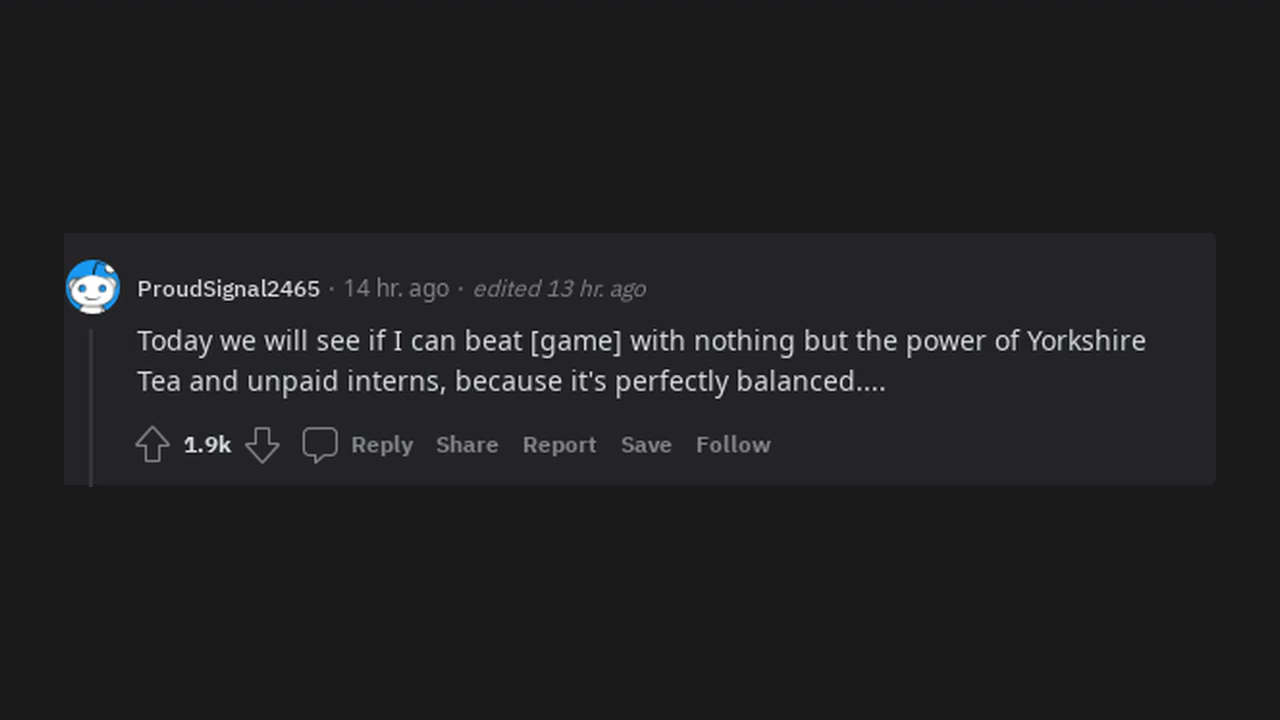 ProudSignal2465 · 14 hr. ago · edited 13 hr. ago
Today we will see if I can beat [game] with nothing but the power of Yorkshire
Tea and unpaid interns, because it's perfectly balanced....
1.9k Reply Share Report Save Follow